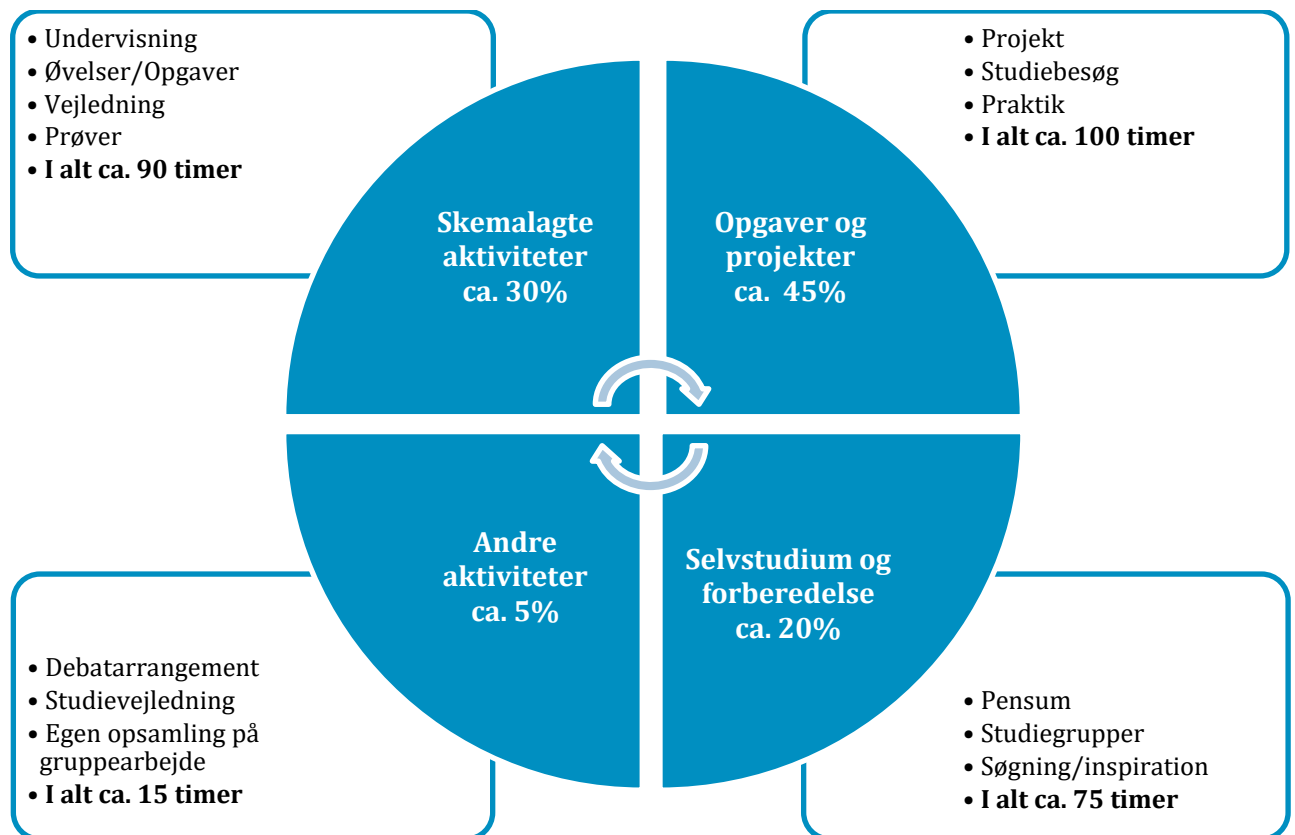 • Undervisning
• Øvelser/Opgaver
• Vejledning
• Prøver
• I alt ca. 90 timer
• Projekt
• Studiebesøg
• Praktik
• I alt ca. 100 timer
Skemalagte
aktiviteter
ca. 30%
Opgaver og
projekter
ca. 45%
Andre
aktiviteter
ca. 5%
Selvstudium og
forberedelse
ca. 20%
• Debatarrangement
• Studievejledning
• Egen opsamling på
gruppearbejde
• I alt ca. 15 timer
• Pensum
• Studiegrupper
• Søgning/inspiration
• I alt ca. 75 timer